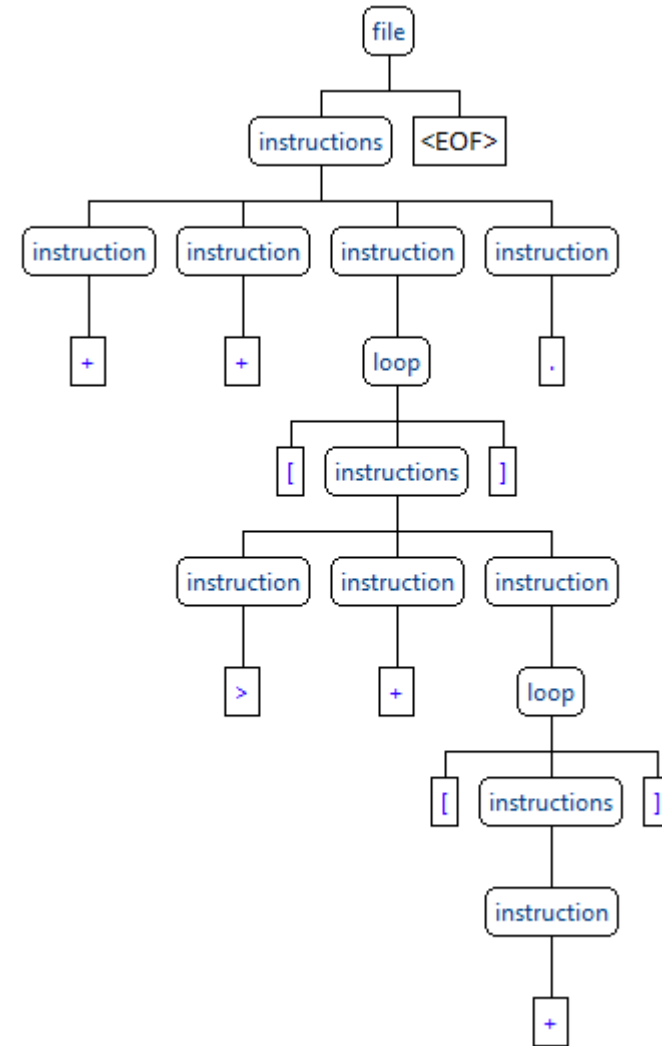 file
instructions <EOF>
instruction instruction instruction instruction
+ + loop .
[ instructions ]
instruction instruction instruction
> + loop
[ instructions ]
instruction
+